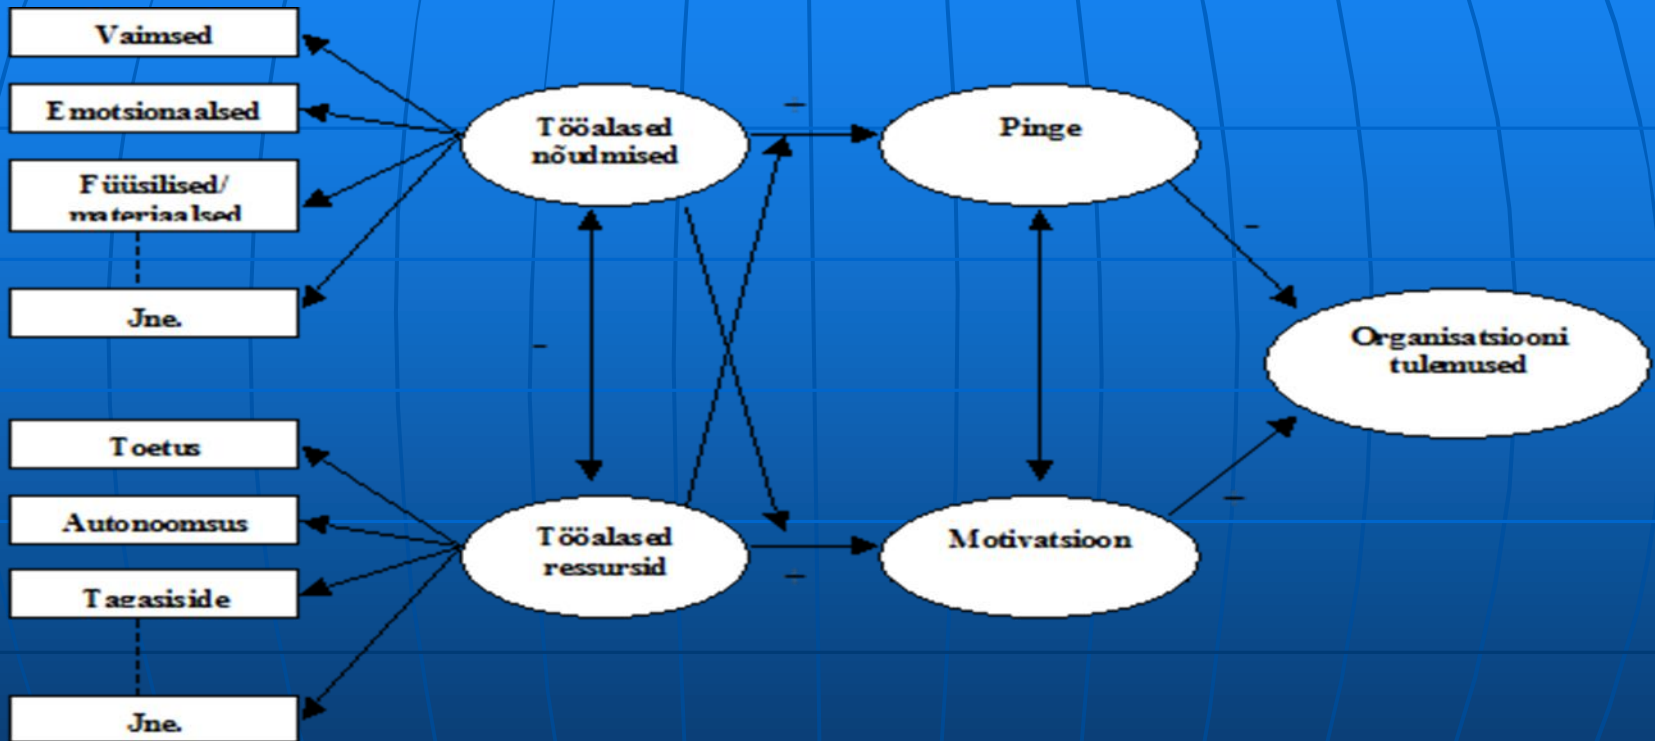 Vaimsed
Emotsionaalsed
Füüsilised/
materiaalsed
Jne.
Toetus
Autonoomsus
Tagasiside
Jne.
Tööalased
nõudmised
Tööalased
ressursid
–
–
–
Pinge
Motivatsioon
–
–
Organisatsiooni
tulemused